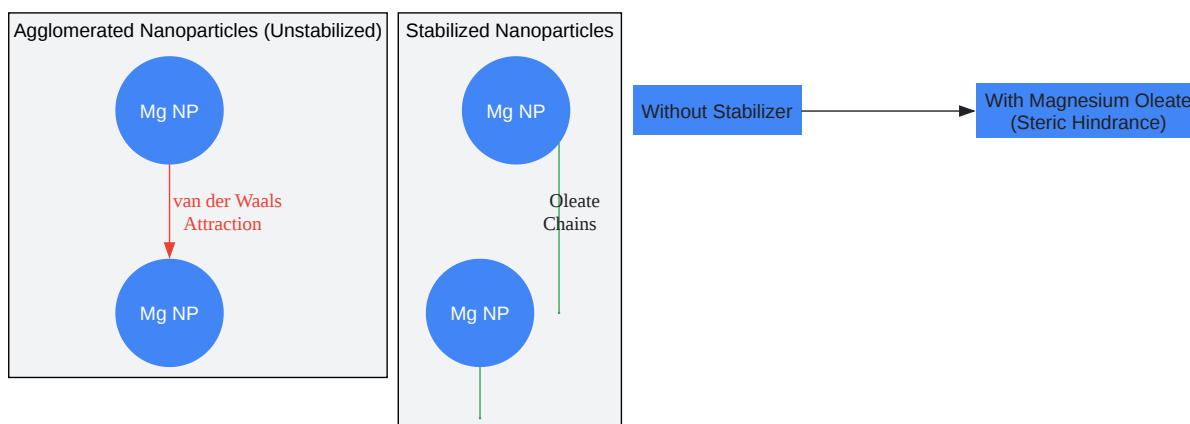 Agglomerated Nanoparticles (Unstabilized)
Mg NP
van der Waals
Attraction
Mg NP
Stabilized Nanoparticles
Mg NP
Oleate
Chains
Mg NP
Without Stabilizer
With Magnesium Oleate
(Steric Hindrance)